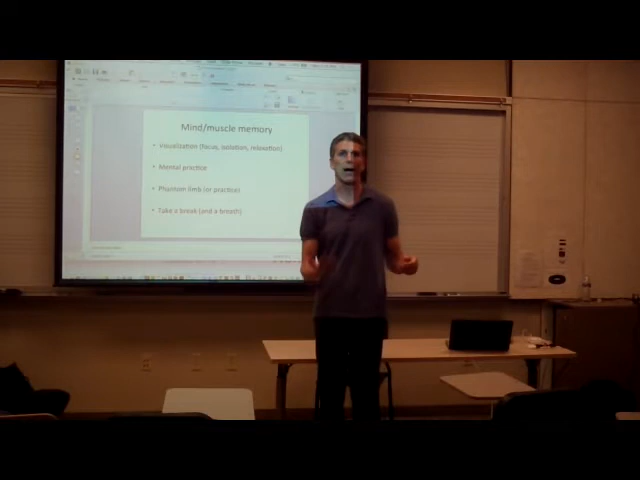 Mind/muscle memory
• Visualization (focus, isolation, relaxation)
• Mental practice
• Phantom limb (or practice)
• Take a break (and a breath)